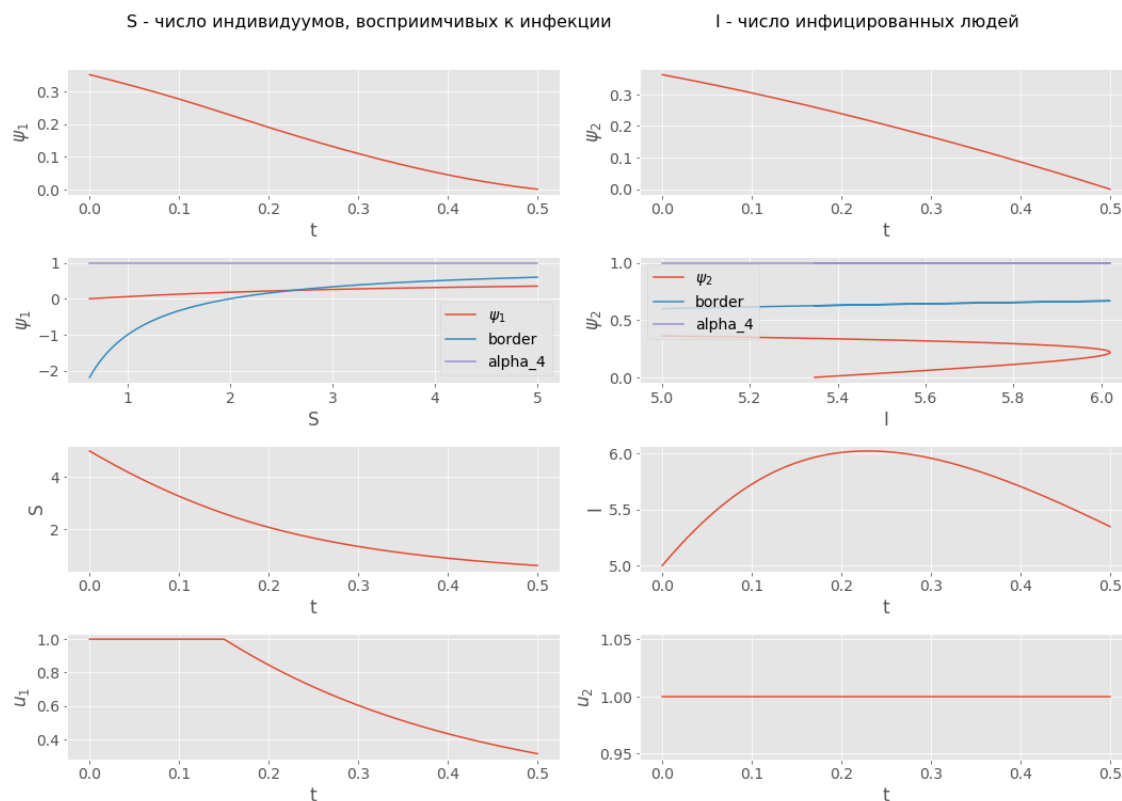 S - число индивидуумов, восприимчивых к инфекции
I - число инфицированных людей
ψ₁
0.3
0.2
0.1
0.0
0.0 0.1 0.2 0.3 0.4 0.5
t
ψ₂
0.3
0.2
0.1
0.0
0.0 0.1 0.2 0.3 0.4 0.5
t
ψ₁
1
0
−1
−2
ψ₁
border
alpha_4
1 2 3 4 5
S
ψ₂
1.0
0.5
0.0
ψ₂
border
alpha_4
5.0 5.2 5.4 5.6 5.8 6.0
I
S
4
2
0.0 0.1 0.2 0.3 0.4 0.5
t
I
6.0
5.5
5.0
0.0 0.1 0.2 0.3 0.4 0.5
t
u₁
1.0
0.8
0.6
0.4
0.0 0.1 0.2 0.3 0.4 0.5
t
u₂
1.05
1.00
0.95
0.0 0.1 0.2 0.3 0.4 0.5
t